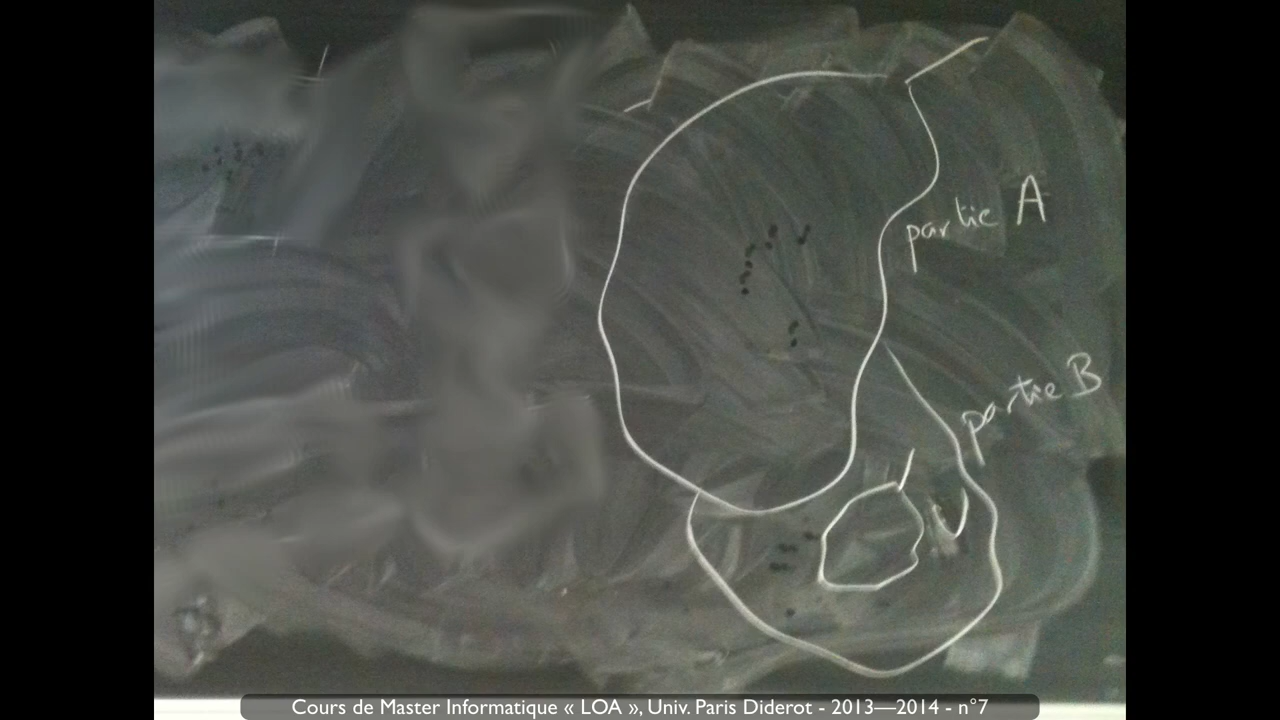 partie A
partie B
Cours de Master Informatique « LOA », Univ. Paris Diderot - 2013—2014 - n°7